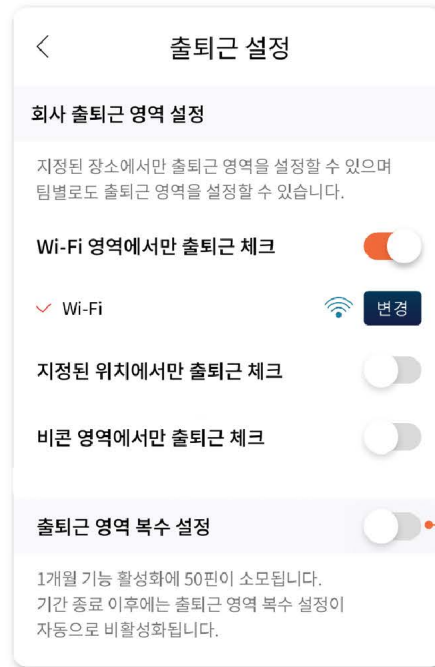 출퇴근 설정
회사 출퇴근 영역 설정
지정된 장소에서만 출퇴근 영역을 설정할 수 있으며
팀별로도 출퇴근 영역을 설정할 수 있습니다.
Wi-Fi 영역에서만 출퇴근 체크
Wi-Fi 변경
지정된 위치에서만 출퇴근 체크
비콘 영역에서만 출퇴근 체크
출퇴근 영역 복수 설정
1개월 기능 활성화에 50핀이 소모됩니다.
기간 종료 이후에는 출퇴근 영역 복수 설정이
자동으로 비활성화됩니다.